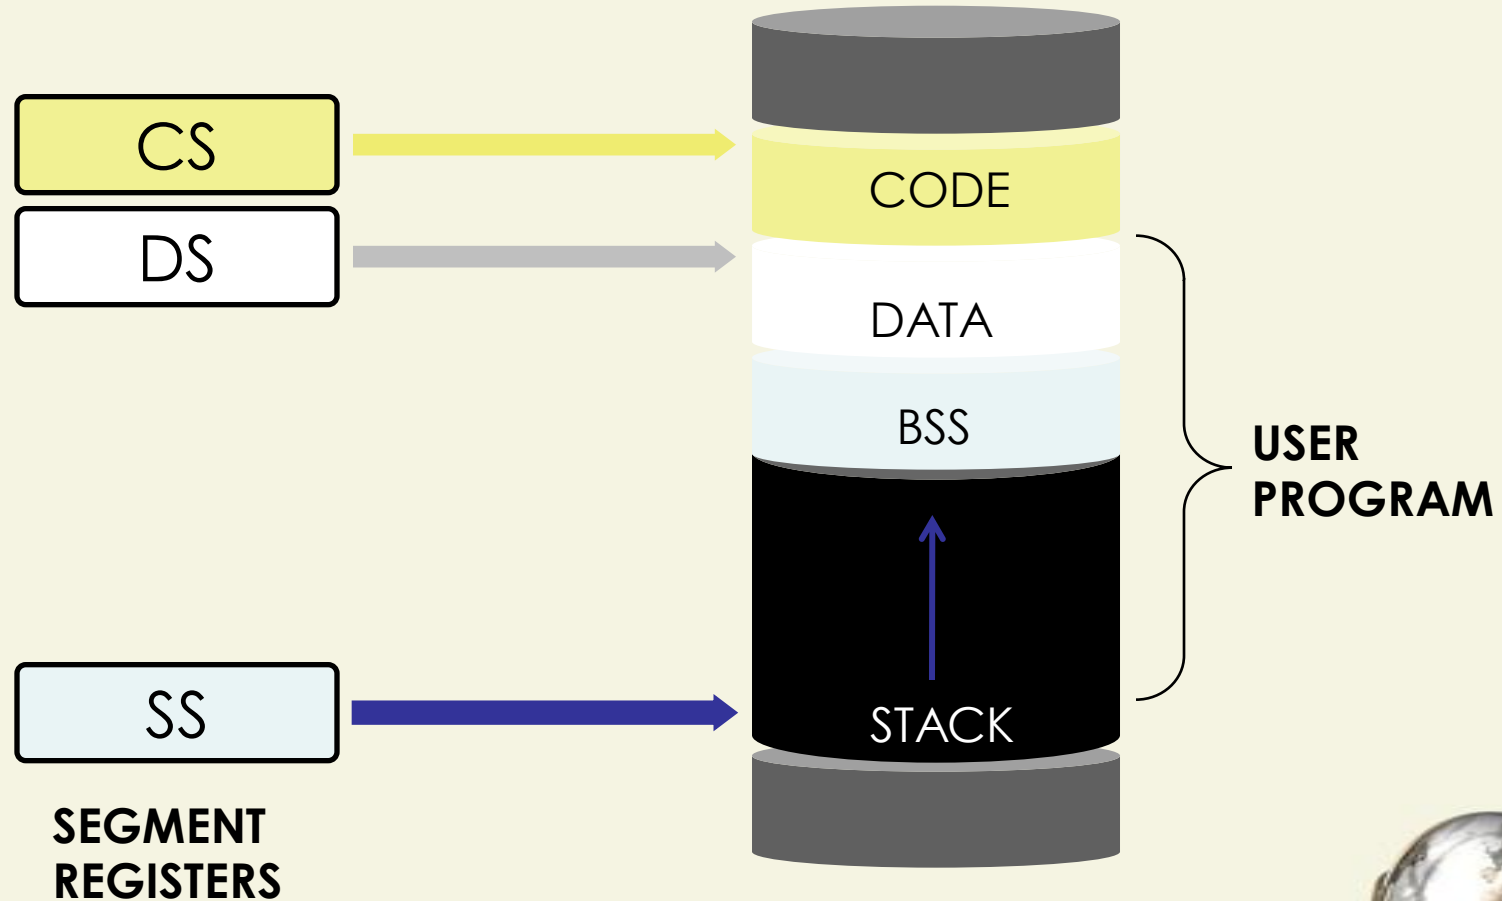 CS
CODE
DS
DATA
BSS
USER
PROGRAM
SS
STACK
SEGMENT
REGISTERS